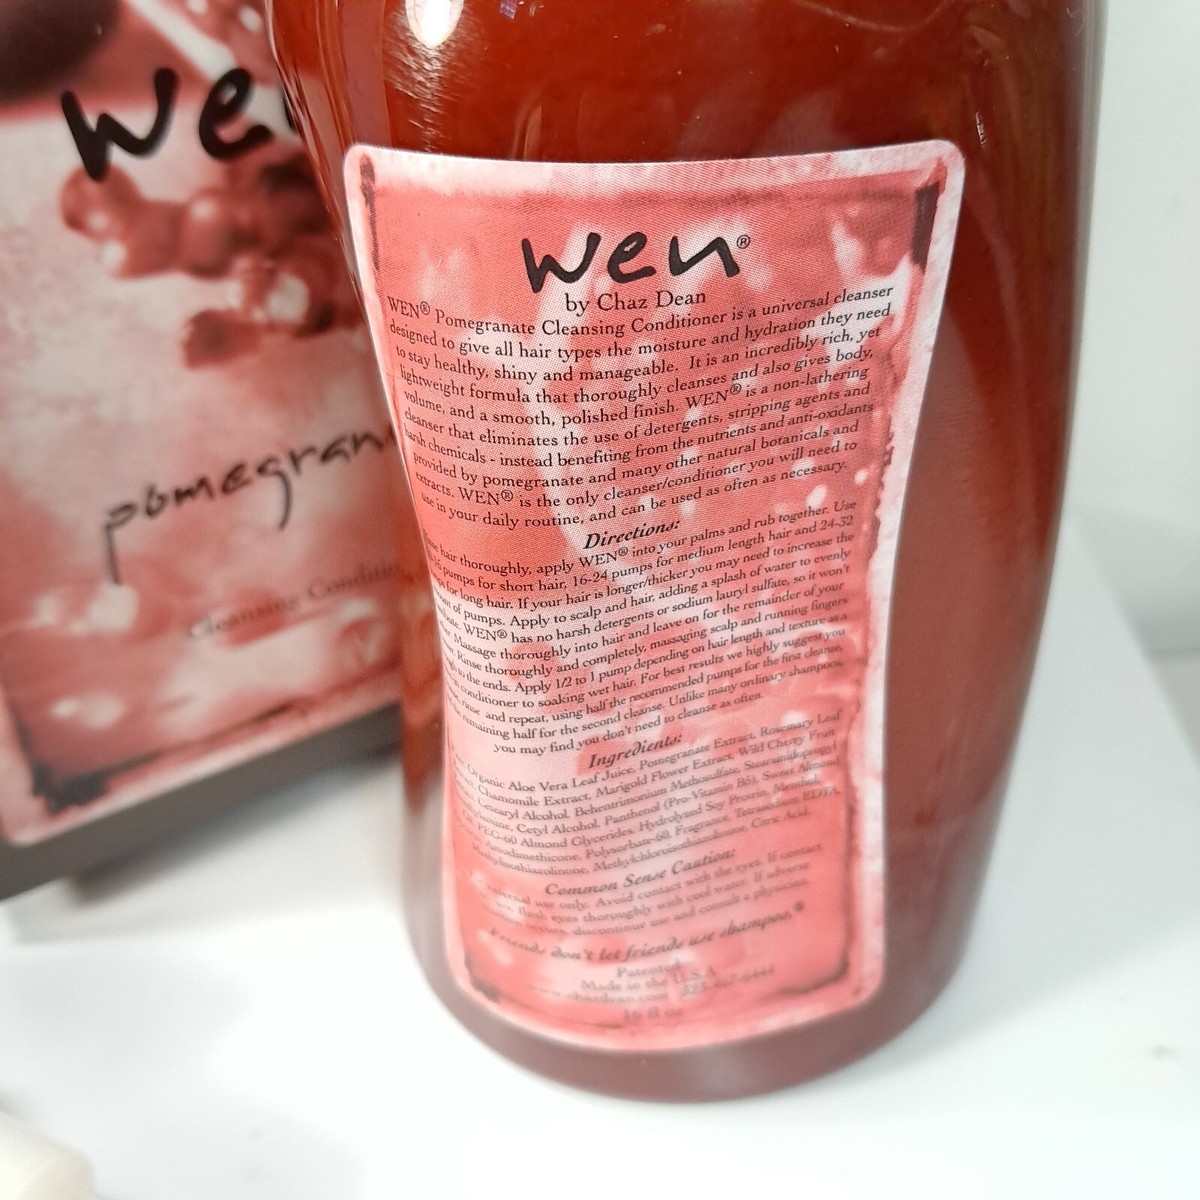 we
pomegran
Cleansing Conditio
wen®
by Chaz Dean
WEN® Pomegranate Cleansing Conditioner is a universal cleanser
designed to give all hair types the moisture and hydration they need
to stay healthy, shiny and manageable. It is an incredibly rich, yet
lightweight formula that thoroughly cleanses and also gives body,
volume, and a smooth, polished finish. WEN® is a non-lathering
cleanser that eliminates the use of detergents, stripping agents and
harsh chemicals - instead benefiting from the nutrients and anti-oxidants
provided by pomegranate and many other natural botanicals and
extracts. WEN® is the only cleanser/conditioner you will need to
use in your daily routine, and can be used as often as necessary.
Directions:
hair thoroughly, apply WEN® into your palms and rub together. Use
pumps for short hair, 16-24 pumps for medium length hair and 24-32
for long hair. If your hair is longer/thicker you may need to increase the
of pumps. Apply to scalp and hair, adding a splash of water to evenly
WEN® has no harsh detergents or sodium lauryl sulfate, so it won't
Massage thoroughly into hair and leave on for the remainder of your
Rinse thoroughly and completely, massaging scalp and running fingers
to the ends. Apply 1/2 to 1 pump depending on hair length and texture as a
conditioner to soaking wet hair. For best results we highly suggest you
rinse and repeat, using half the recommended pumps for the first cleanse,
remaining half for the second cleanse. Unlike many ordinary shampoos,
you may find you don't need to cleanse as often.
Ingredients:
Organic Aloe Vera Leaf Juice, Pomegranate Extract, Rosemary Leaf
Chamomile Extract, Marigold Flower Extract, Wild Cherry Fruit
Cetearyl Alcohol, Behentrimonium Methosulfate, Stearamidopropyl
Cetyl Alcohol, Panthenol (Pro-Vitamin B5), Sweet Almond
Oil, PEG-60 Almond Glycerides, Hydrolyzed Soy Protein, Menthol,
Polysorbate-60, Fragrance, Tetrasodium EDTA,
Methylisothiazolinone, Methylchloroisothiazolinone, Citric Acid.
Common Sense Caution:
external use only. Avoid contact with the eyes. If contact
flush eyes thoroughly with cool water. If adverse
occurs, discontinue use and consult a physician.
Friends don't let friends use shampoo.®
Patented
Made in the U.S.A
16 fl oz